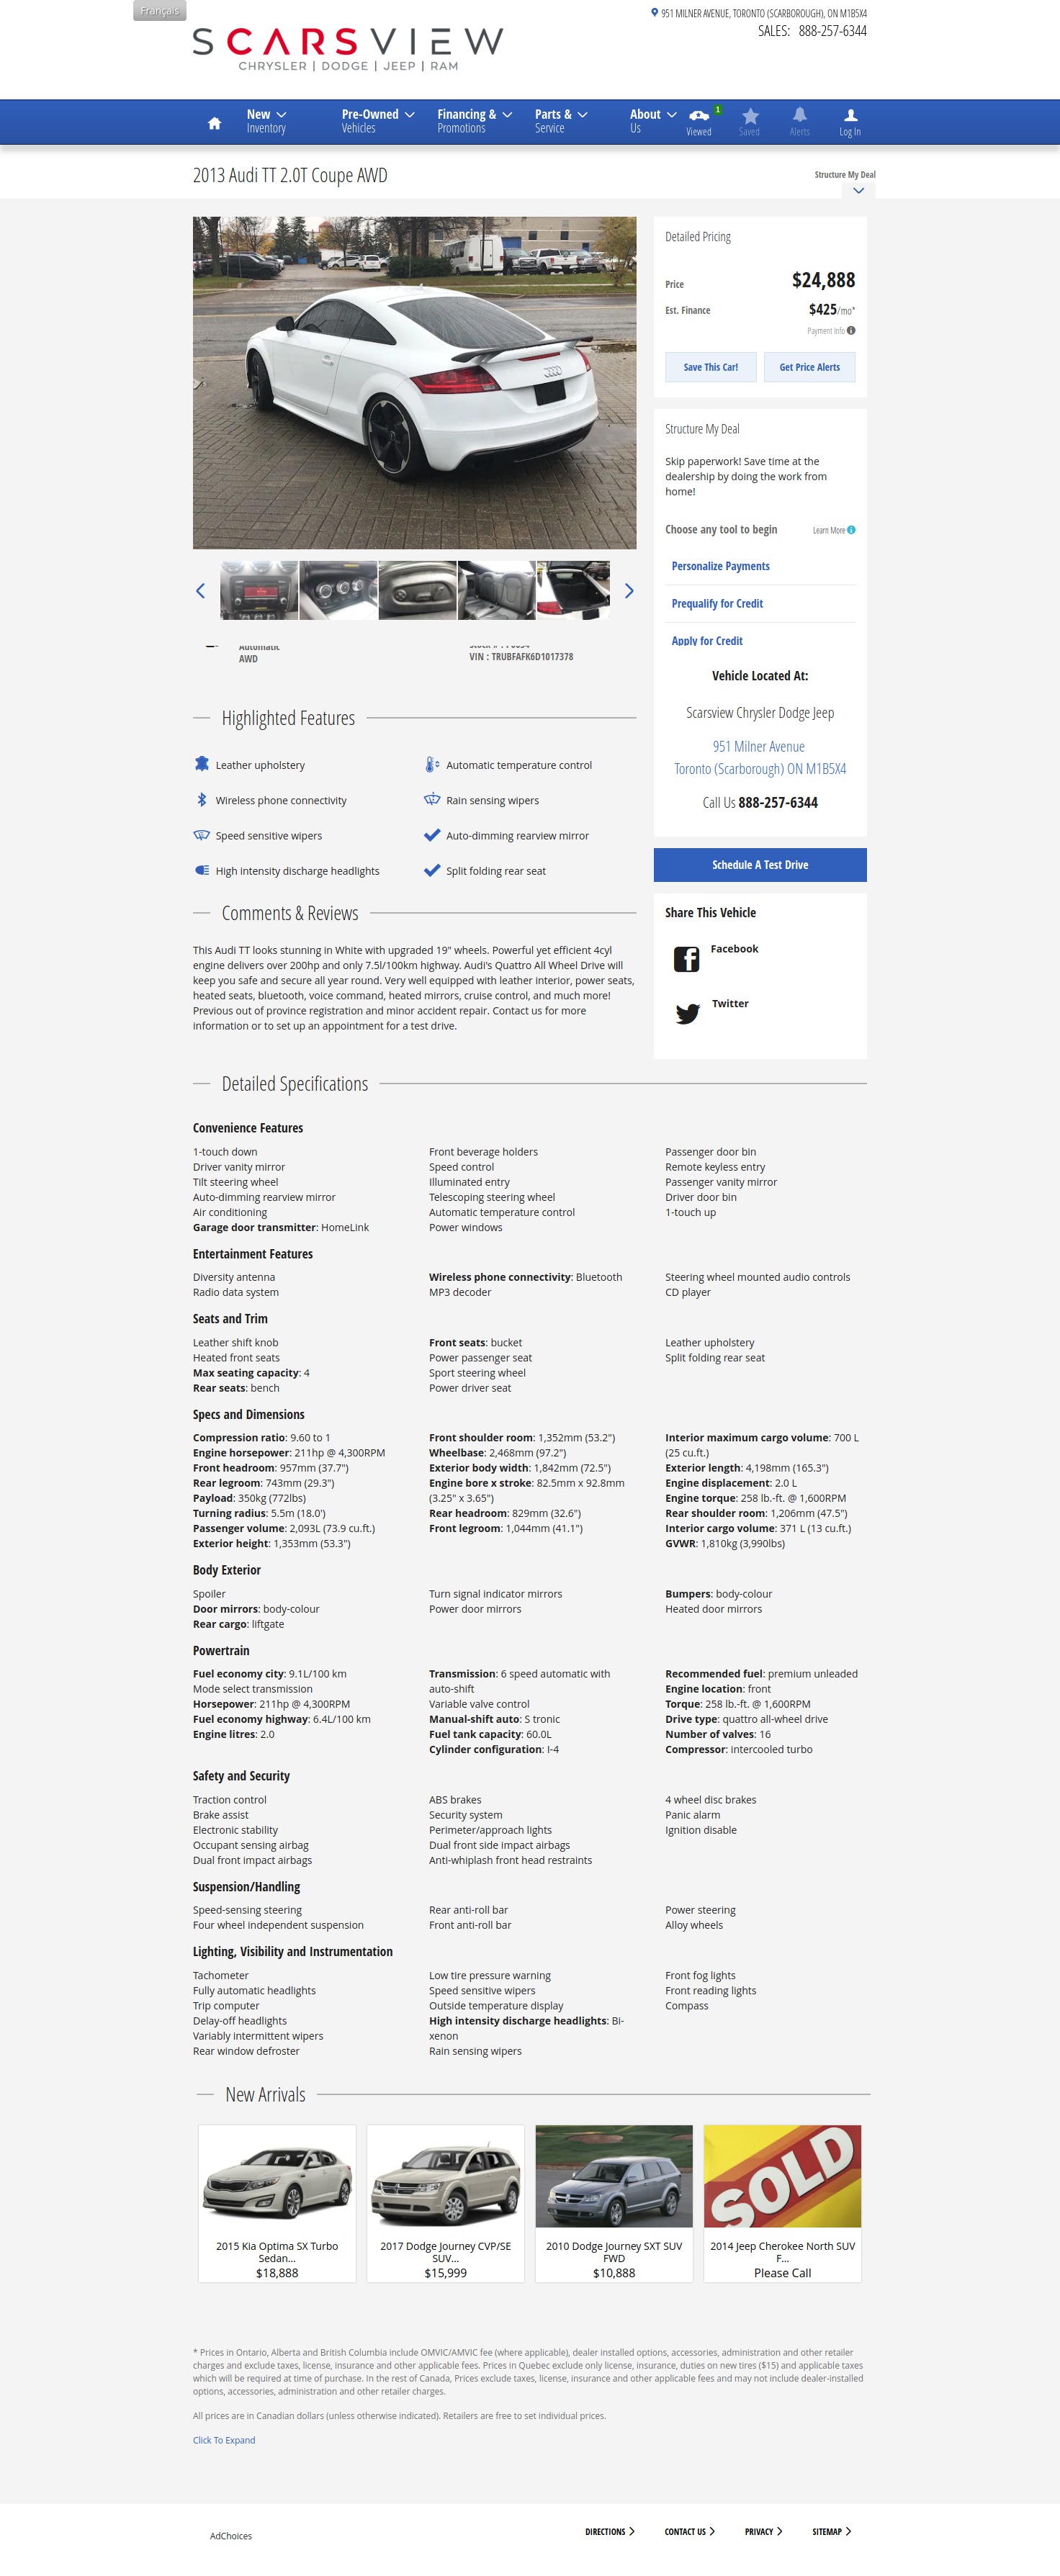 Français
SCARSVIEW
CHRYSLER | DODGE | JEEP | RAM
951 MILNER AVENUE, TORONTO (SCARBOROUGH), ON M1B5X4
SALES: 888-257-6344
New
Inventory
Pre-Owned
Vehicles
Financing &
Promotions
Parts &
Service
About
Us
Viewed
1
Saved
Alerts
Log In
2013 Audi TT 2.0T Coupe AWD
Structure My Deal
Detailed Pricing
Price $24,888
Est. Finance $425/mo*
Payment Info
Save This Car!
Get Price Alerts
Structure My Deal
Skip paperwork! Save time at the
dealership by doing the work from
home!
Choose any tool to begin
Learn More
Personalize Payments
Prequalify for Credit
Apply for Credit
Automatic
AWD
VIN : TRUBFAFK6D1017378
Vehicle Located At:
Scarsview Chrysler Dodge Jeep
951 Milner Avenue
Toronto (Scarborough) ON M1B5X4
Call Us 888-257-6344
Schedule A Test Drive
Share This Vehicle
Facebook
Twitter
Highlighted Features
Leather upholstery
Automatic temperature control
Wireless phone connectivity
Rain sensing wipers
Speed sensitive wipers
Auto-dimming rearview mirror
High intensity discharge headlights
Split folding rear seat
Comments & Reviews
This Audi TT looks stunning in White with upgraded 19" wheels. Powerful yet efficient 4cyl
engine delivers over 200hp and only 7.5l/100km highway. Audi's Quattro All Wheel Drive will
keep you safe and secure all year round. Very well equipped with leather interior, power seats,
heated seats, bluetooth, voice command, heated mirrors, cruise control, and much more!
Previous out of province registration and minor accident repair. Contact us for more
information or to set up an appointment for a test drive.
Detailed Specifications
Convenience Features
1-touch down
Driver vanity mirror
Tilt steering wheel
Auto-dimming rearview mirror
Air conditioning
Garage door transmitter: HomeLink
Front beverage holders
Speed control
Illuminated entry
Telescoping steering wheel
Automatic temperature control
Power windows
Passenger door bin
Remote keyless entry
Passenger vanity mirror
Driver door bin
1-touch up
Entertainment Features
Diversity antenna
Radio data system
Wireless phone connectivity: Bluetooth
MP3 decoder
Steering wheel mounted audio controls
CD player
Seats and Trim
Leather shift knob
Heated front seats
Max seating capacity: 4
Rear seats: bench
Front seats: bucket
Power passenger seat
Sport steering wheel
Power driver seat
Leather upholstery
Split folding rear seat
Specs and Dimensions
Compression ratio: 9.60 to 1
Engine horsepower: 211hp @ 4,300RPM
Front headroom: 957mm (37.7")
Rear legroom: 743mm (29.3")
Payload: 350kg (772lbs)
Turning radius: 5.5m (18.0')
Passenger volume: 2,093L (73.9 cu.ft.)
Exterior height: 1,353mm (53.3")
Front shoulder room: 1,352mm (53.2")
Wheelbase: 2,468mm (97.2")
Exterior body width: 1,842mm (72.5")
Engine bore x stroke: 82.5mm x 92.8mm
(3.25" x 3.65")
Rear headroom: 829mm (32.6")
Front legroom: 1,044mm (41.1")
Interior maximum cargo volume: 700 L
(25 cu.ft.)
Exterior length: 4,198mm (165.3")
Engine displacement: 2.0 L
Engine torque: 258 lb.-ft. @ 1,600RPM
Rear shoulder room: 1,206mm (47.5")
Interior cargo volume: 371 L (13 cu.ft.)
GVWR: 1,810kg (3,990lbs)
Body Exterior
Spoiler
Door mirrors: body-colour
Rear cargo: liftgate
Turn signal indicator mirrors
Power door mirrors
Bumpers: body-colour
Heated door mirrors
Powertrain
Fuel economy city: 9.1L/100 km
Mode select transmission
Horsepower: 211hp @ 4,300RPM
Fuel economy highway: 6.4L/100 km
Engine litres: 2.0
Transmission: 6 speed automatic with
auto-shift
Variable valve control
Manual-shift auto: S tronic
Fuel tank capacity: 60.0L
Cylinder configuration: I-4
Recommended fuel: premium unleaded
Engine location: front
Torque: 258 lb.-ft. @ 1,600RPM
Drive type: quattro all-wheel drive
Number of valves: 16
Compressor: intercooled turbo
Safety and Security
Traction control
Brake assist
Electronic stability
Occupant sensing airbag
Dual front impact airbags
ABS brakes
Security system
Perimeter/approach lights
Dual front side impact airbags
Anti-whiplash front head restraints
4 wheel disc brakes
Panic alarm
Ignition disable
Suspension/Handling
Speed-sensing steering
Four wheel independent suspension
Rear anti-roll bar
Front anti-roll bar
Power steering
Alloy wheels
Lighting, Visibility and Instrumentation
Tachometer
Fully automatic headlights
Trip computer
Delay-off headlights
Variably intermittent wipers
Rear window defroster
Low tire pressure warning
Speed sensitive wipers
Outside temperature display
High intensity discharge headlights: Bi-
xenon
Rain sensing wipers
Front fog lights
Front reading lights
Compass
New Arrivals
2015 Kia Optima SX Turbo
Sedan...
$18,888
2017 Dodge Journey CVP/SE
SUV...
$15,999
2010 Dodge Journey SXT SUV
FWD
$10,888
SOLD
2014 Jeep Cherokee North SUV
F...
Please Call
* Prices in Ontario, Alberta and British Columbia include OMVIC/AMVIC fee (where applicable), dealer installed options, accessories, administration and other retailer
charges and exclude taxes, license, insurance and other applicable fees. Prices in Quebec exclude only license, insurance, duties on new tires ($15) and applicable taxes
which will be required at time of purchase. In the rest of Canada, Prices exclude taxes, license, insurance and other applicable fees and may not include dealer-installed
options, accessories, administration and other retailer charges.
All prices are in Canadian dollars (unless otherwise indicated). Retailers are free to set individual prices.
Click To Expand
AdChoices
DIRECTIONS
CONTACT US
PRIVACY
SITEMAP